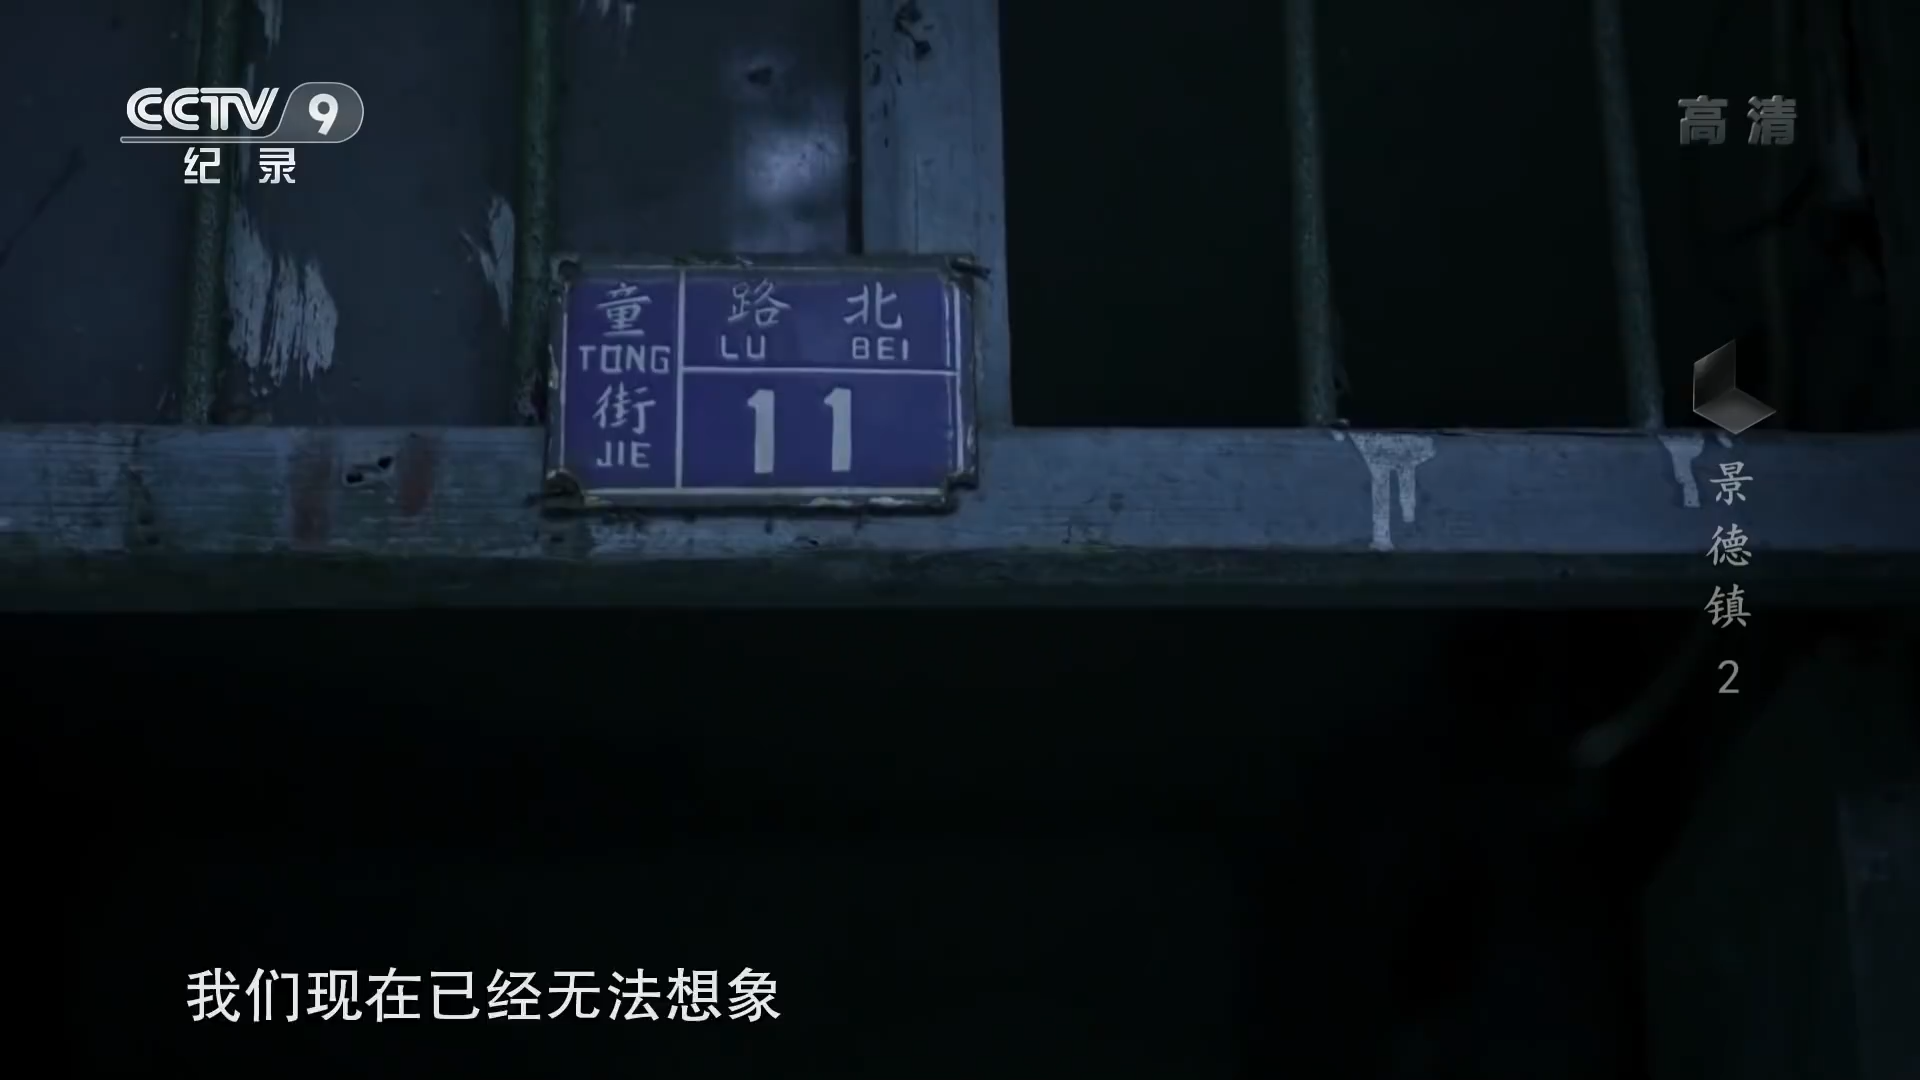 CCTV 9
纪录
高清
童
TONG
街
JIE
路 北
LU BEI
11
景德镇 2
我们现在已经无法想象